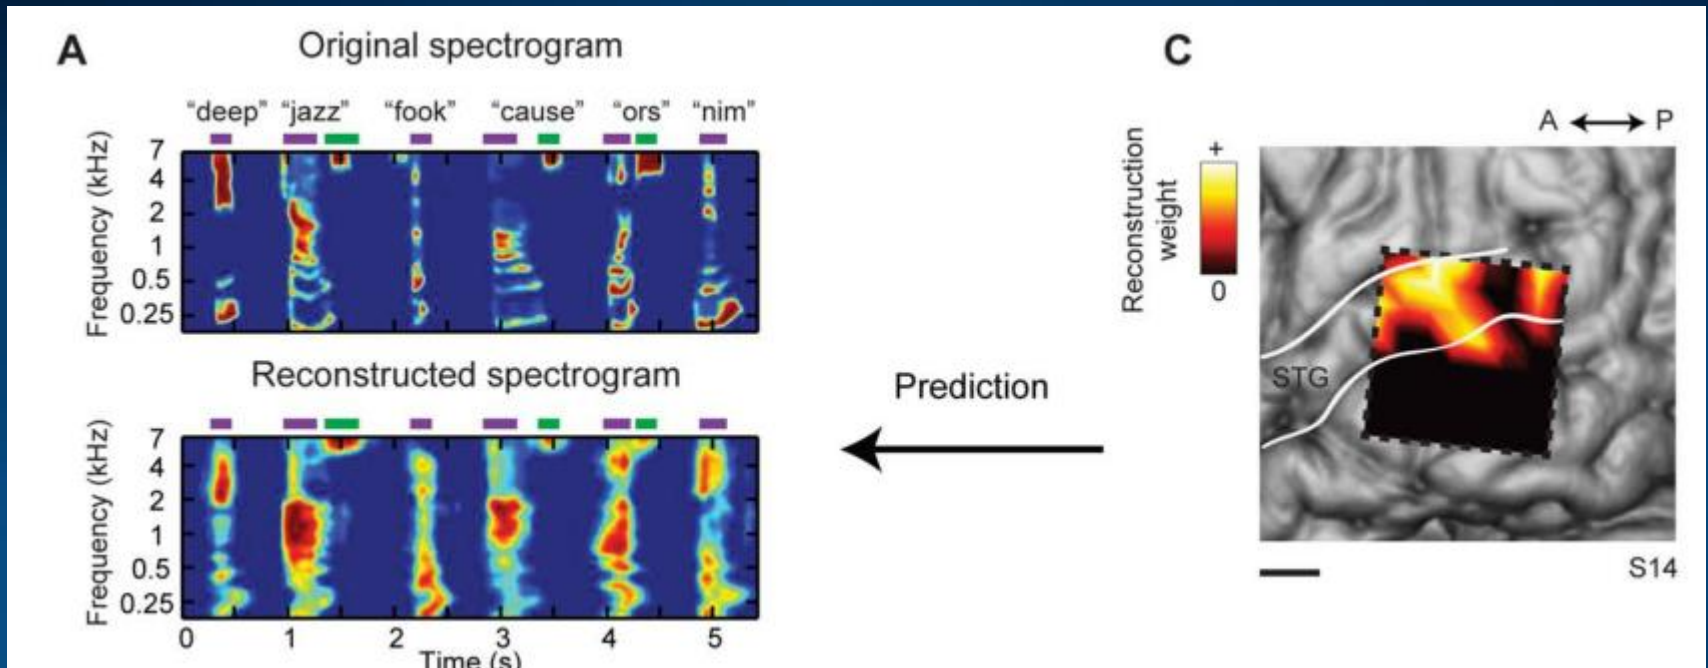 A
Original spectrogram
“deep” “jazz” “fook” “cause” “ors” “nim”
Frequency (kHz)
7
4
2
1
0.5
0.25
Reconstructed spectrogram
Frequency (kHz)
7
4
2
1
0.5
0.25
0 1 2 3 4 5
Time (s)
Prediction
C
A P
Reconstruction
weight
+
0
STG
S14